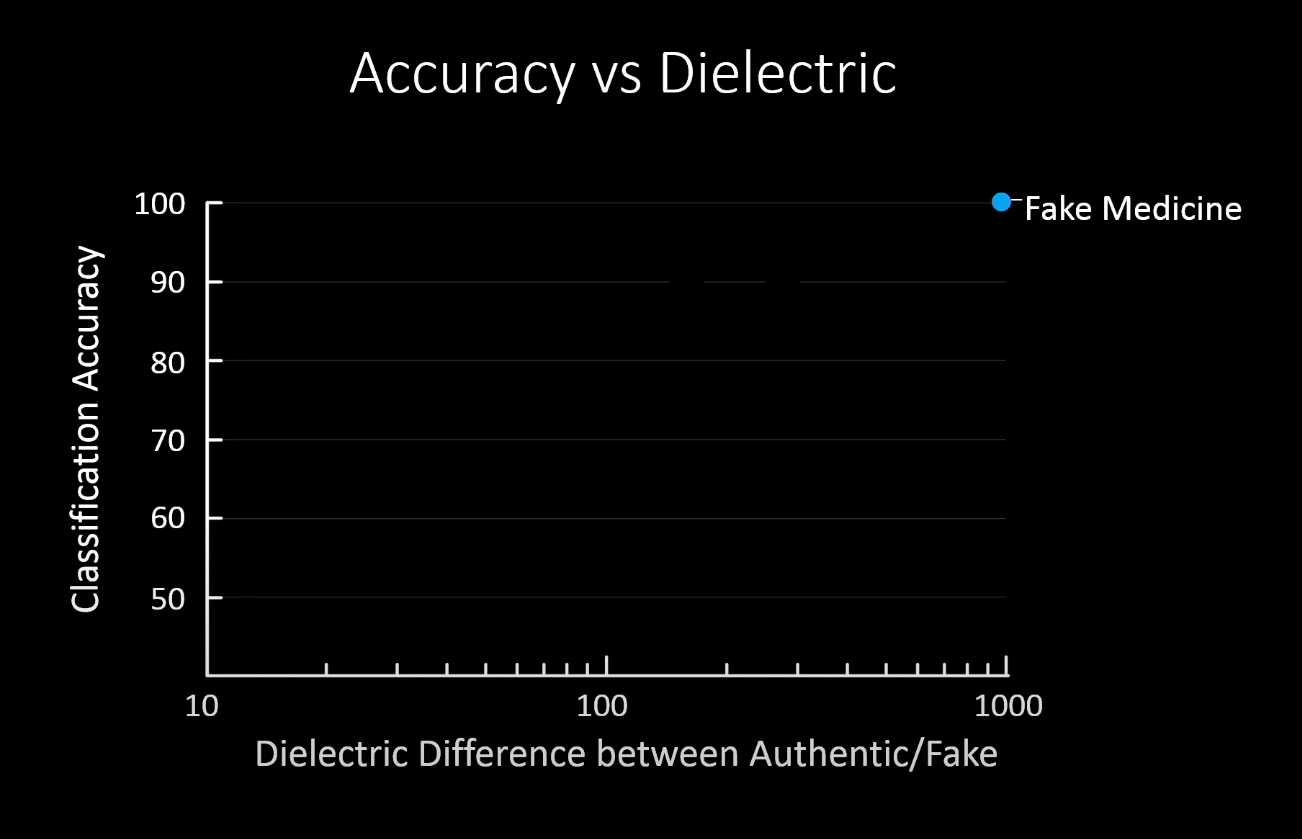 Accuracy vs Dielectric
100
Fake Medicine
90
80
70
60
50
Classification Accuracy
10
100
1000
Dielectric Difference between Authentic/Fake